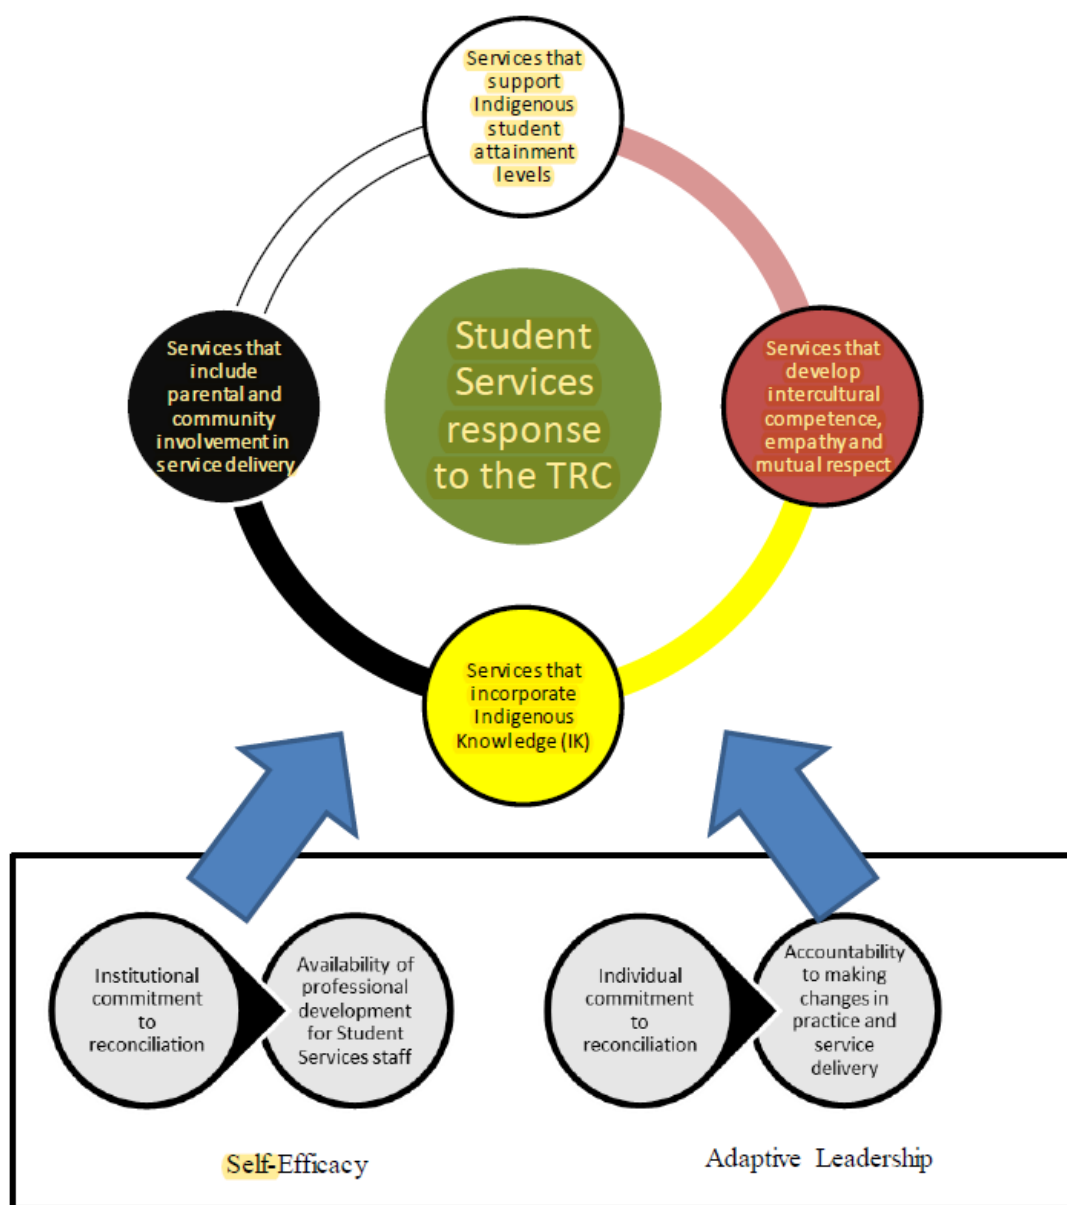 Services that
support
Indigenous
student
attainment
levels
Services that
include
parental and
community
involvement in
service delivery
Student
Services
response
to the TRC
Services that
develop
intercultural
competence,
empathy and
mutual respect
Services that
incorporate
Indigenous
Knowledge (IK)
Institutional
commitment
to
reconciliation
Availability of
professional
development
for Student
Services staff
Individual
commitment
to
reconciliation
Accountability
to making
changes in
practice and
service
delivery
Self-Efficacy
Adaptive Leadership